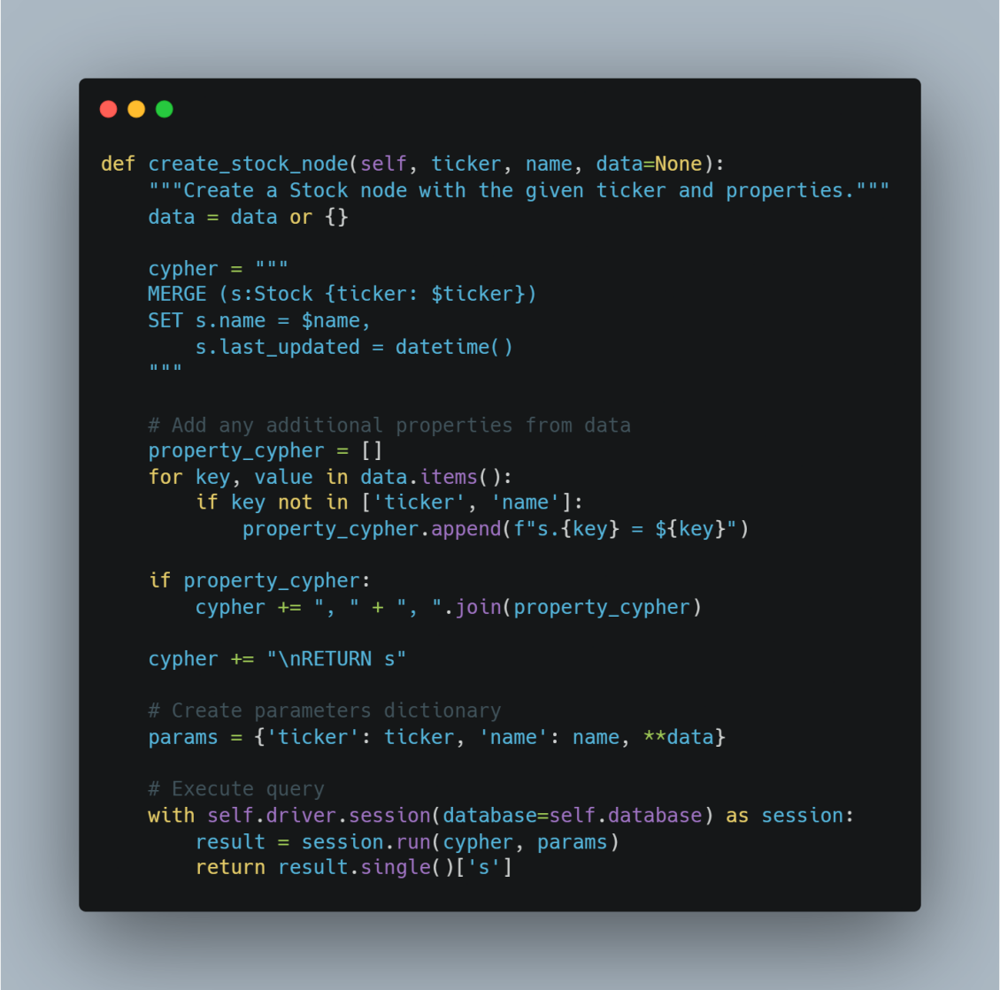 def create_stock_node(self, ticker, name, data=None):
    """Create a Stock node with the given ticker and properties."""
    data = data or {}

    cypher = """
    MERGE (s:Stock {ticker: $ticker})
    SET s.name = $name,
        s.last_updated = datetime()
    """

    # Add any additional properties from data
    property_cypher = []
    for key, value in data.items():
        if key not in ['ticker', 'name']:
            property_cypher.append(f"s.{key} = ${key}")

    if property_cypher:
        cypher += ", " + ", ".join(property_cypher)

    cypher += "\nRETURN s"

    # Create parameters dictionary
    params = {'ticker': ticker, 'name': name, **data}

    # Execute query
    with self.driver.session(database=self.database) as session:
        result = session.run(cypher, params)
        return result.single()['s']